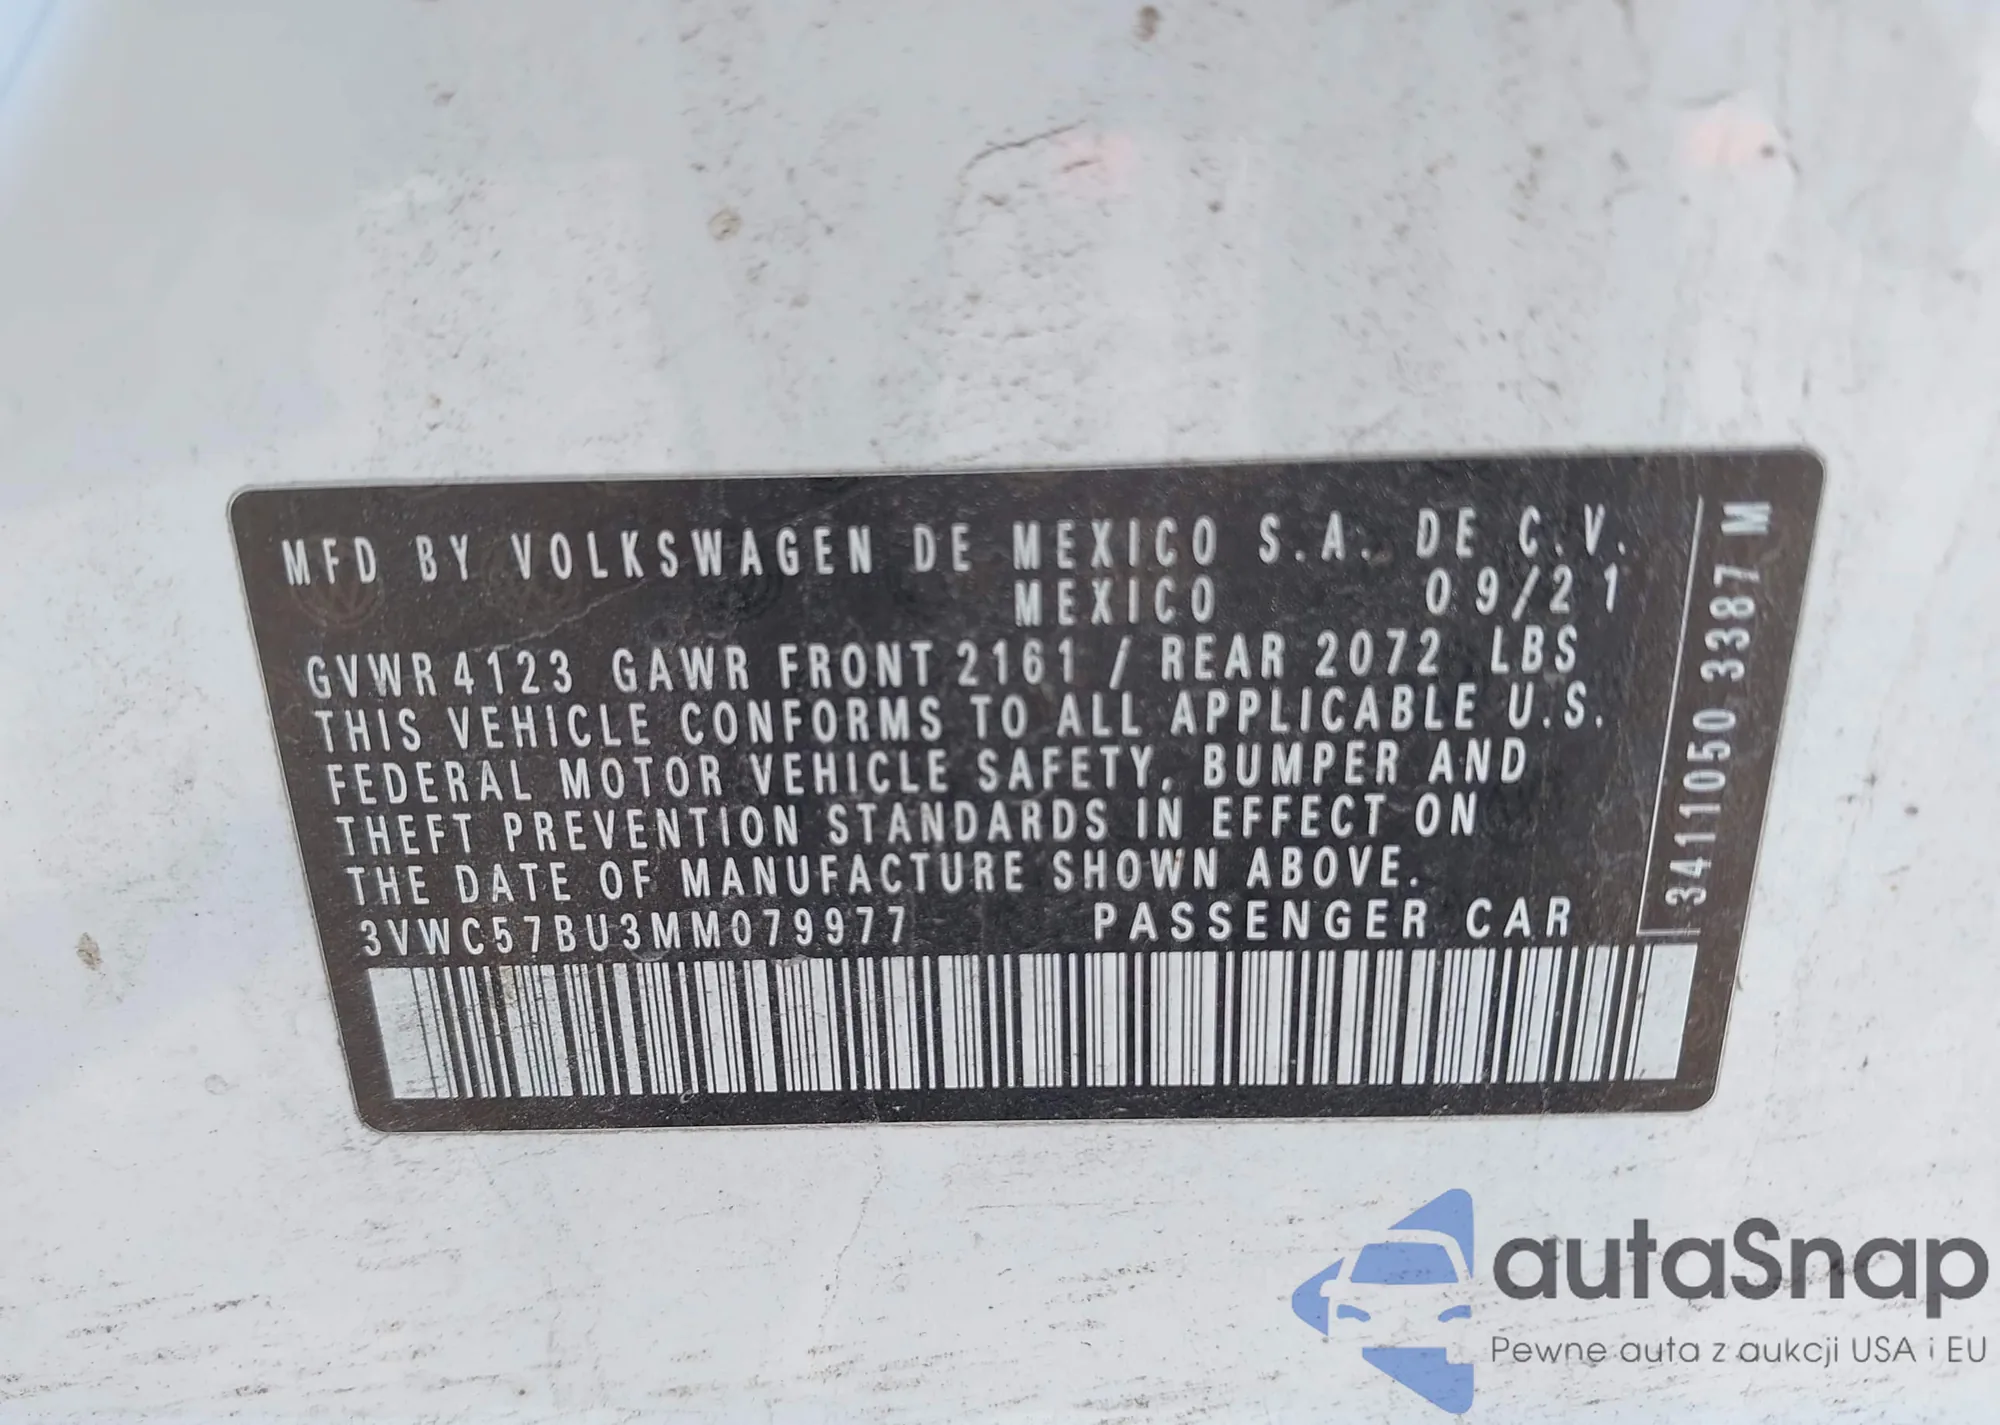 MFD BY VOLKSWAGEN DE MEXICO S.A. DE C.V.
MEXICO 09/21
GVWR 4123 GAWR FRONT 2161 / REAR 2072 LBS
THIS VEHICLE CONFORMS TO ALL APPLICABLE U.S.
FEDERAL MOTOR VEHICLE SAFETY, BUMPER AND
THEFT PREVENTION STANDARDS IN EFFECT ON
THE DATE OF MANUFACTURE SHOWN ABOVE.
3VWC57BU3MM079977 PASSENGER CAR
3411050 3387 M
autaSnap
Pewne auta z aukcji USA i EU